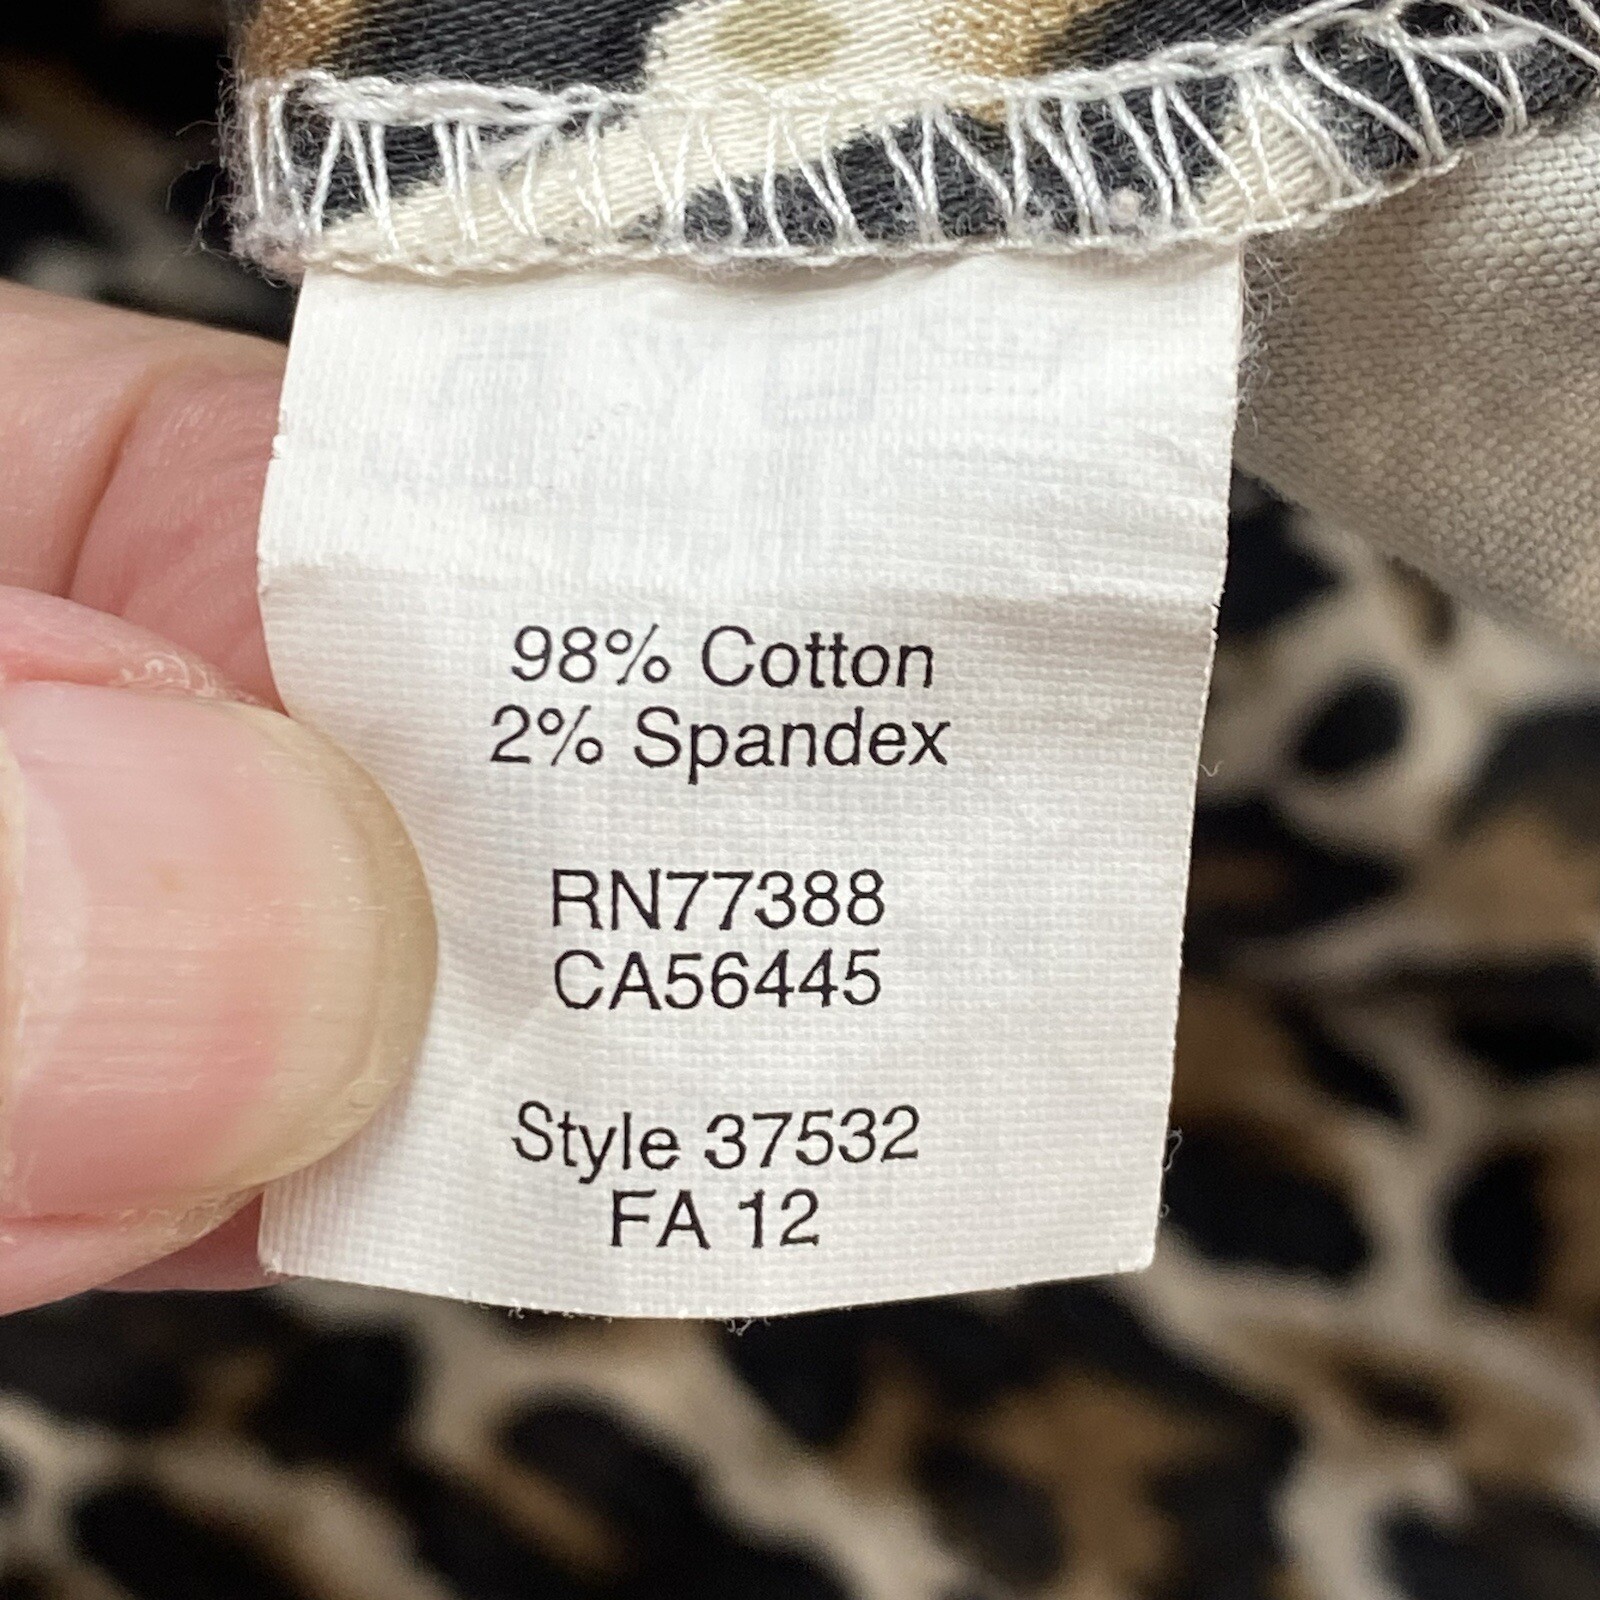 98% Cotton
2% Spandex
RN77388
CA56445
Style 37532
FA 12